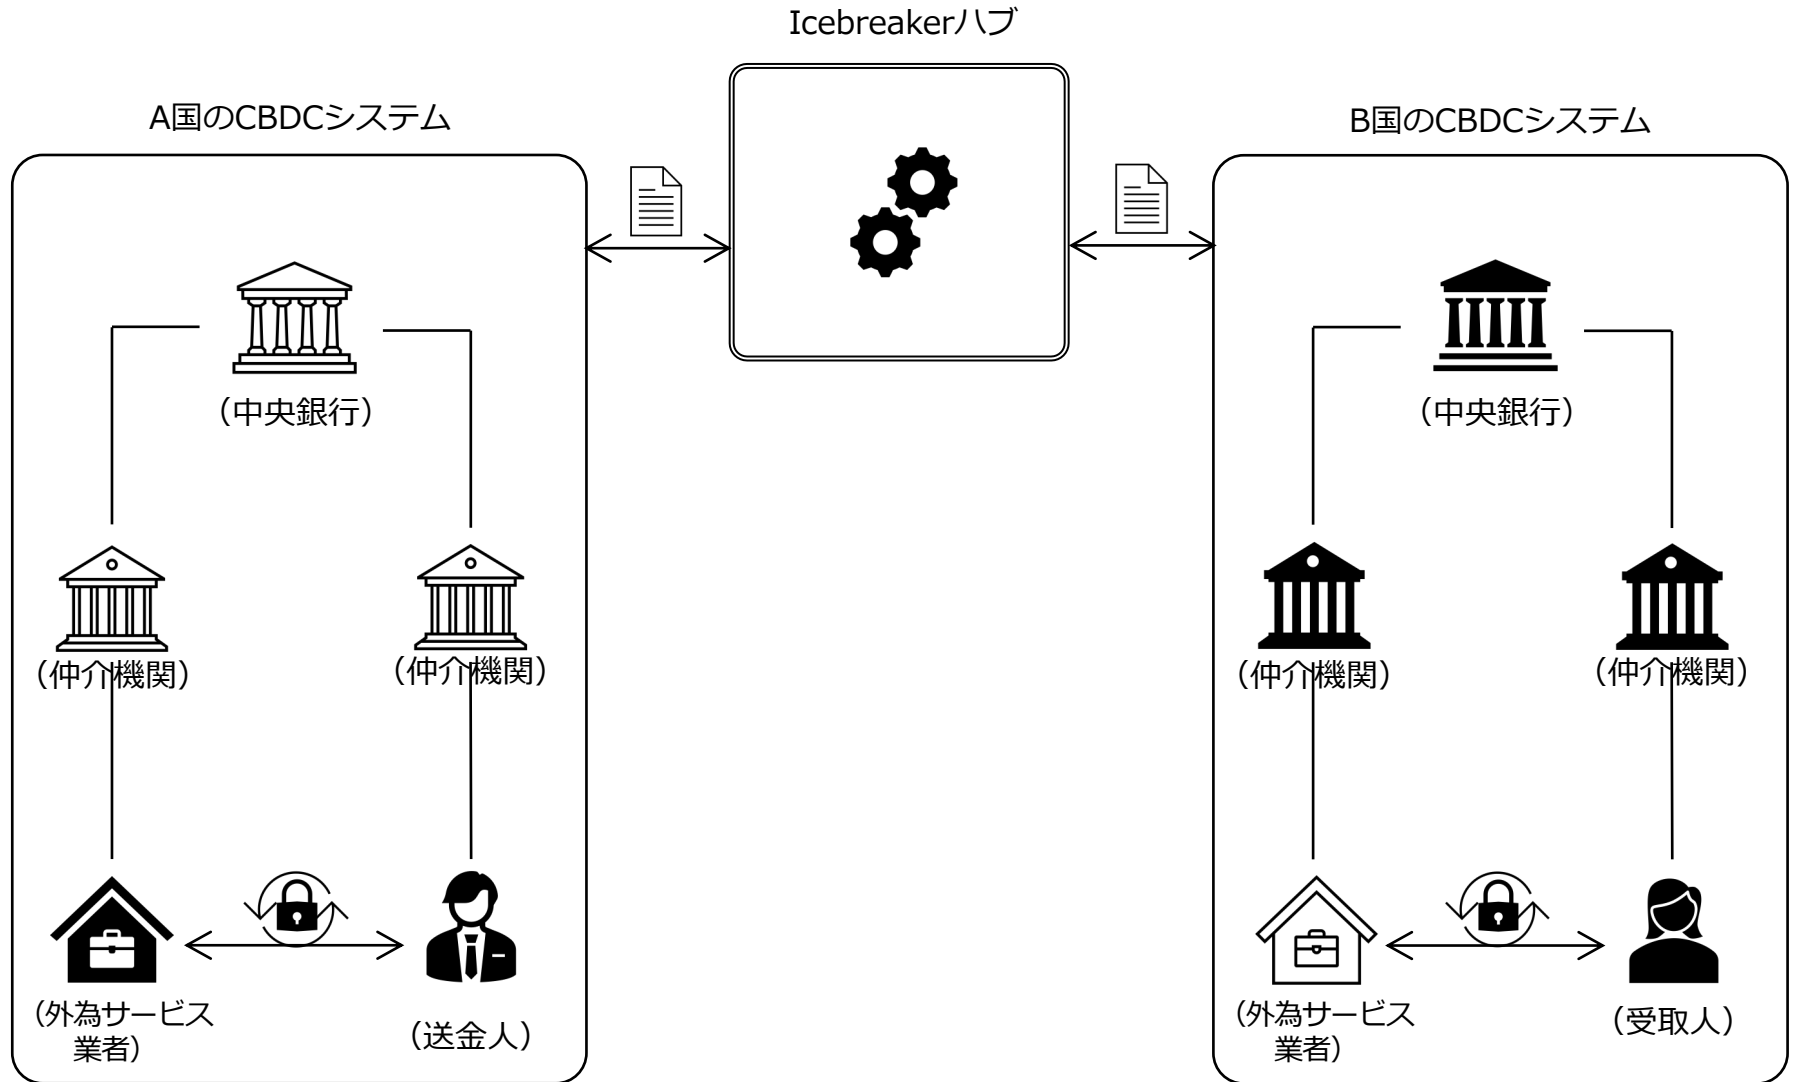 Icebreakerハブ
A国のCBDCシステム
B国のCBDCシステム
（中央銀行）
（中央銀行）
（仲介機関）
（仲介機関）
（仲介機関）
（仲介機関）
（外為サービス
業者）
（送金人）
（外為サービス
業者）
（受取人）